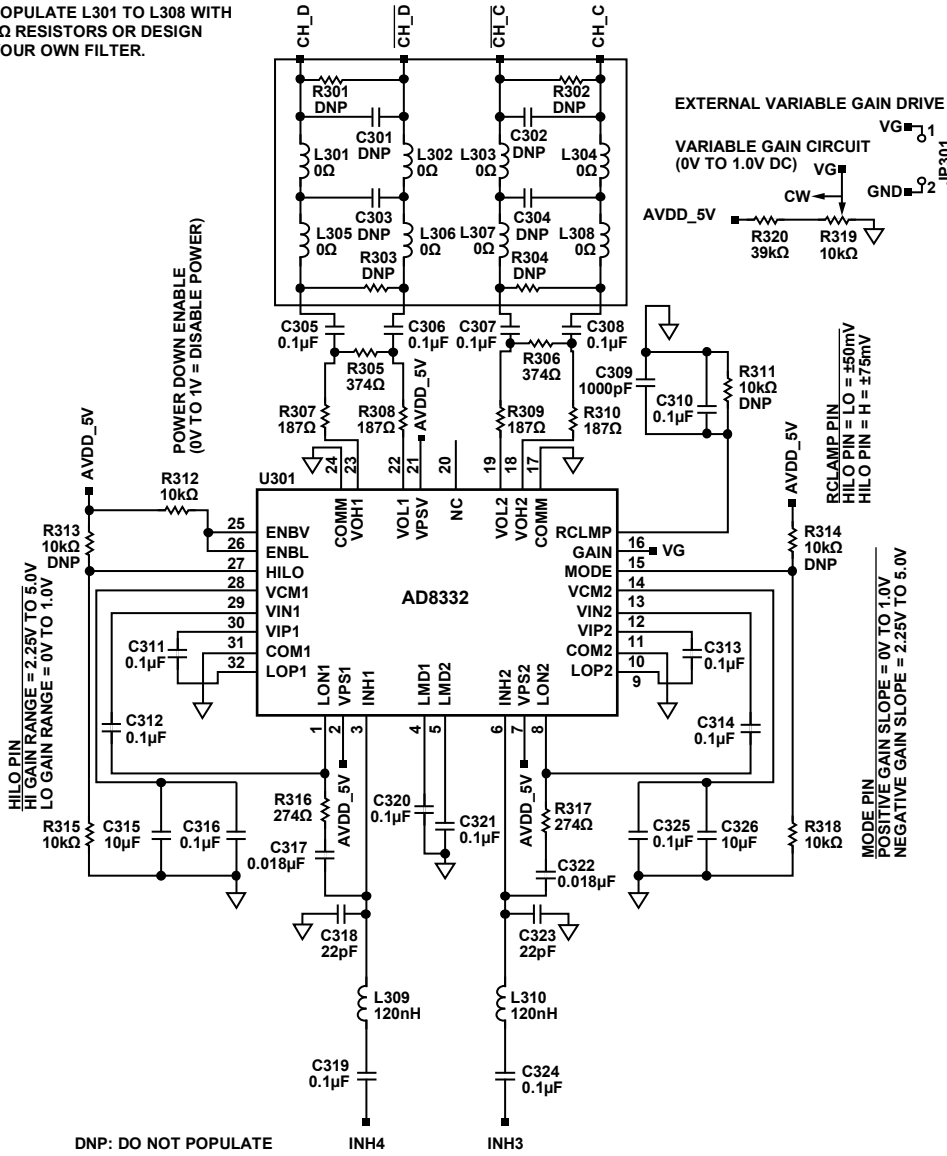 OPULATE L301 TO L308 WITH
Ω RESISTORS OR DESIGN
OUR OWN FILTER.
CH_D
CH_D
CH_C
CH_C
R301
DNP
R302
DNP
C301
DNP
C302
DNP
L301
0Ω
L302
0Ω
L303
0Ω
L304
0Ω
C303
DNP
C304
DNP
L305
0Ω
L306
0Ω
L307
0Ω
L308
0Ω
R303
DNP
R304
DNP
EXTERNAL VARIABLE GAIN DRIVE
VG
1
JP301
GND
2
VARIABLE GAIN CIRCUIT
(0V TO 1.0V DC)
VG
CW
AVDD_5V
R320
39kΩ
R319
10kΩ
POWER DOWN ENABLE
(0V TO 1V = DISABLE POWER)
C305
0.1µF
C306
0.1µF
C307
0.1µF
C308
0.1µF
R305
374Ω
R306
374Ω
R307
187Ω
R308
187Ω
AVDD_5V
R309
187Ω
R310
187Ω
C309
1000pF
C310
0.1µF
R311
10kΩ
DNP
RCLAMP PIN
HILO PIN = LO = ±50mV
HILO PIN = H = ±75mV
AVDD_5V
R312
10kΩ
R313
10kΩ
DNP
AVDD_5V
R314
10kΩ
DNP
U301
24
23
22
21
20
19
18
17
COMM
VOH1
VOL1
VPSV
NC
VOL2
VOH2
COMM
25
ENBV
26
ENBL
27
HILO
28
VCM1
29
VIN1
30
VIP1
31
COM1
32
LOP1
AD8332
RCLMP
16
GAIN
VG
15
MODE
14
VCM2
13
VIN2
12
VIP2
11
COM2
10
LOP2
9
LON1
VPS1
INH1
LMD1
LMD2
INH2
VPS2
LON2
1
2
3
4
5
6
7
8
C311
0.1µF
C312
0.1µF
C313
0.1µF
C314
0.1µF
HILO PIN
HI GAIN RANGE = 2.25V TO 5.0V
LO GAIN RANGE = 0V TO 1.0V
MODE PIN
POSITIVE GAIN SLOPE = 0V TO 1.0V
NEGATIVE GAIN SLOPE = 2.25V TO 5.0V
R315
10kΩ
C315
10µF
C316
0.1µF
R316
274Ω
AVDD_5V
C317
0.018µF
C320
0.1µF
C321
0.1µF
AVDD_5V
R317
274Ω
C322
0.018µF
C325
0.1µF
C326
10µF
R318
10kΩ
C318
22pF
C323
22pF
L309
120nH
L310
120nH
C319
0.1µF
C324
0.1µF
INH4
INH3
DNP: DO NOT POPULATE